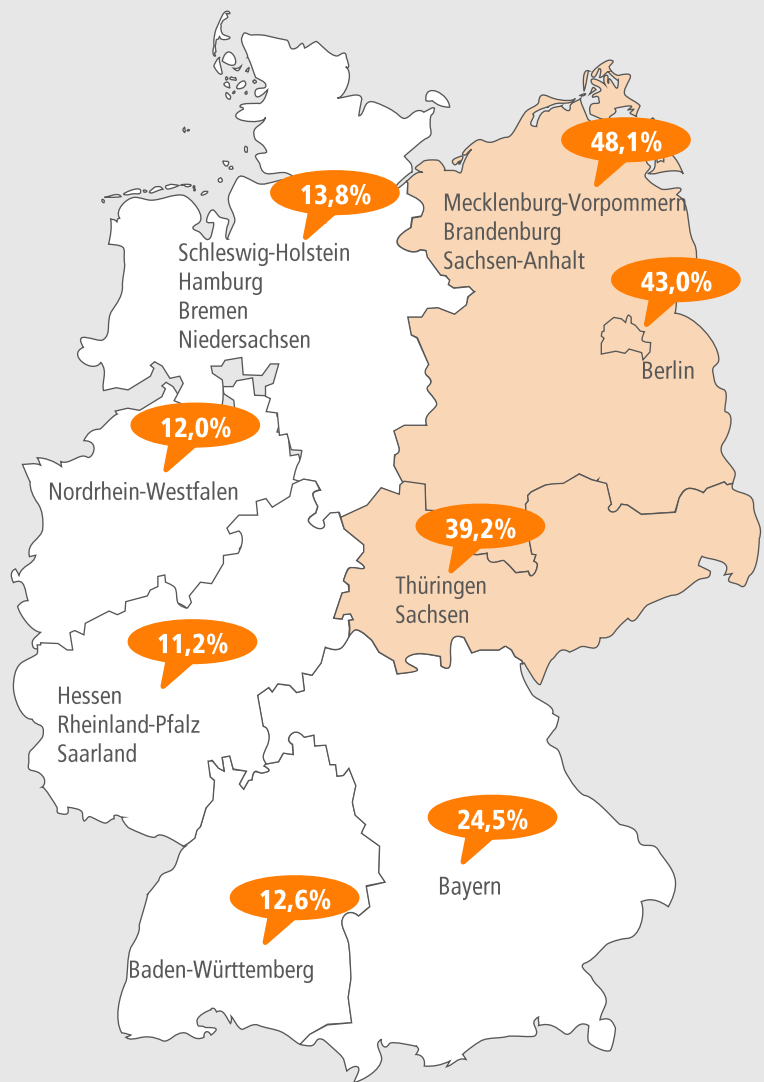 48,1%
Mecklenburg-Vorpommern
Brandenburg
Sachsen-Anhalt
13,8%
Schleswig-Holstein
Hamburg
Bremen
Niedersachsen
43,0%
Berlin
12,0%
Nordrhein-Westfalen
39,2%
Thüringen
Sachsen
11,2%
Hessen
Rheinland-Pfalz
Saarland
24,5%
Bayern
12,6%
Baden-Württemberg